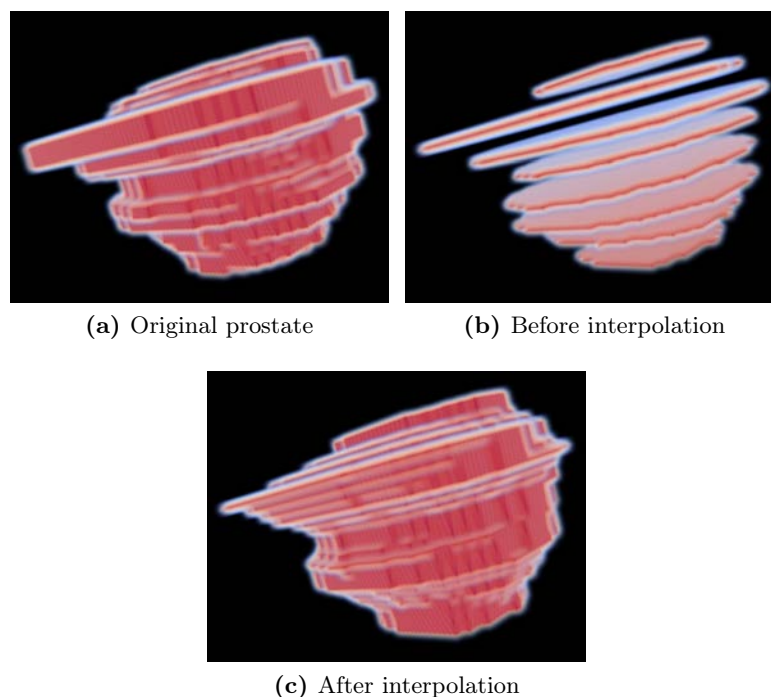 (a) Original prostate
(b) Before interpolation
(c) After interpolation